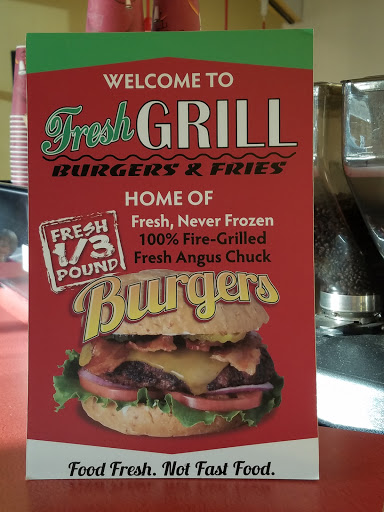 WELCOME TO
Fresh GRILL
BURGERS & FRIES
HOME OF
Fresh, Never Frozen
100% Fire-Grilled
Fresh Angus Chuck
FRESH
1/3
POUND
Burgers
Food Fresh. Not Fast Food.